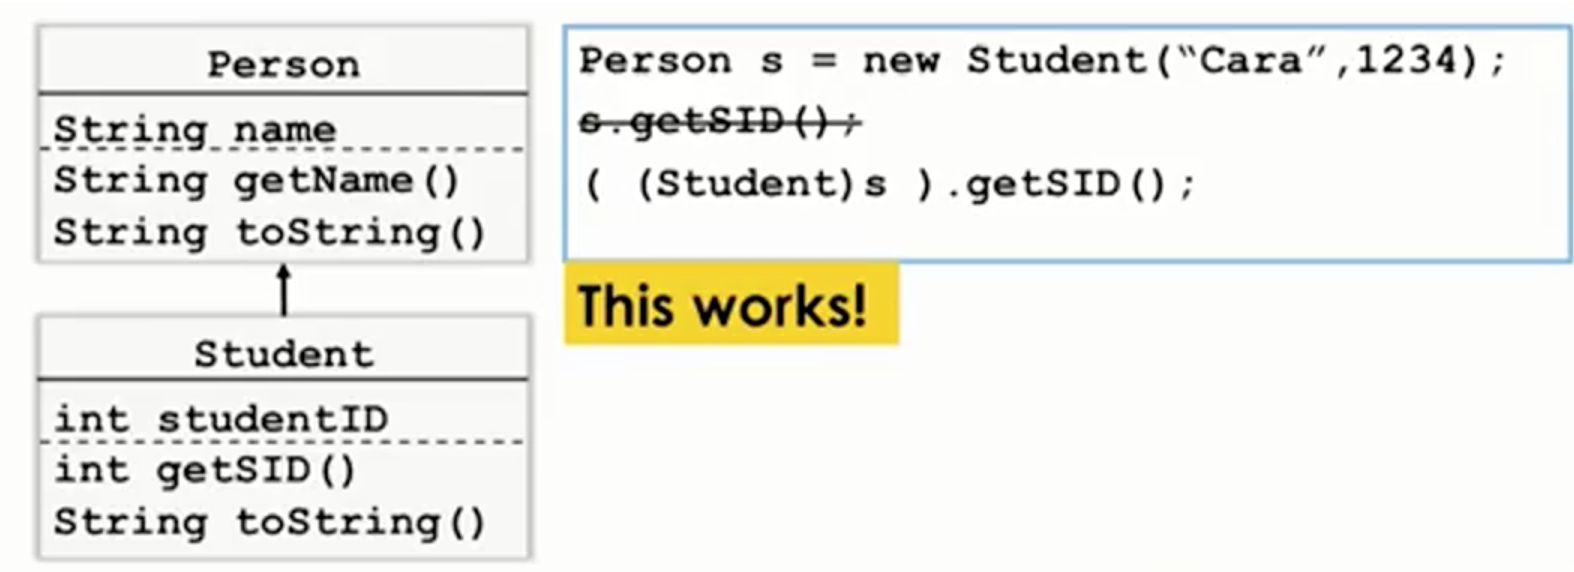 Person
String name
String getName()
String toString()
Student
int studentID
int getSID()
String toString()
Person s = new Student(“Cara”,1234);
s.getSID();
( (Student)s ).getSID();
This works!